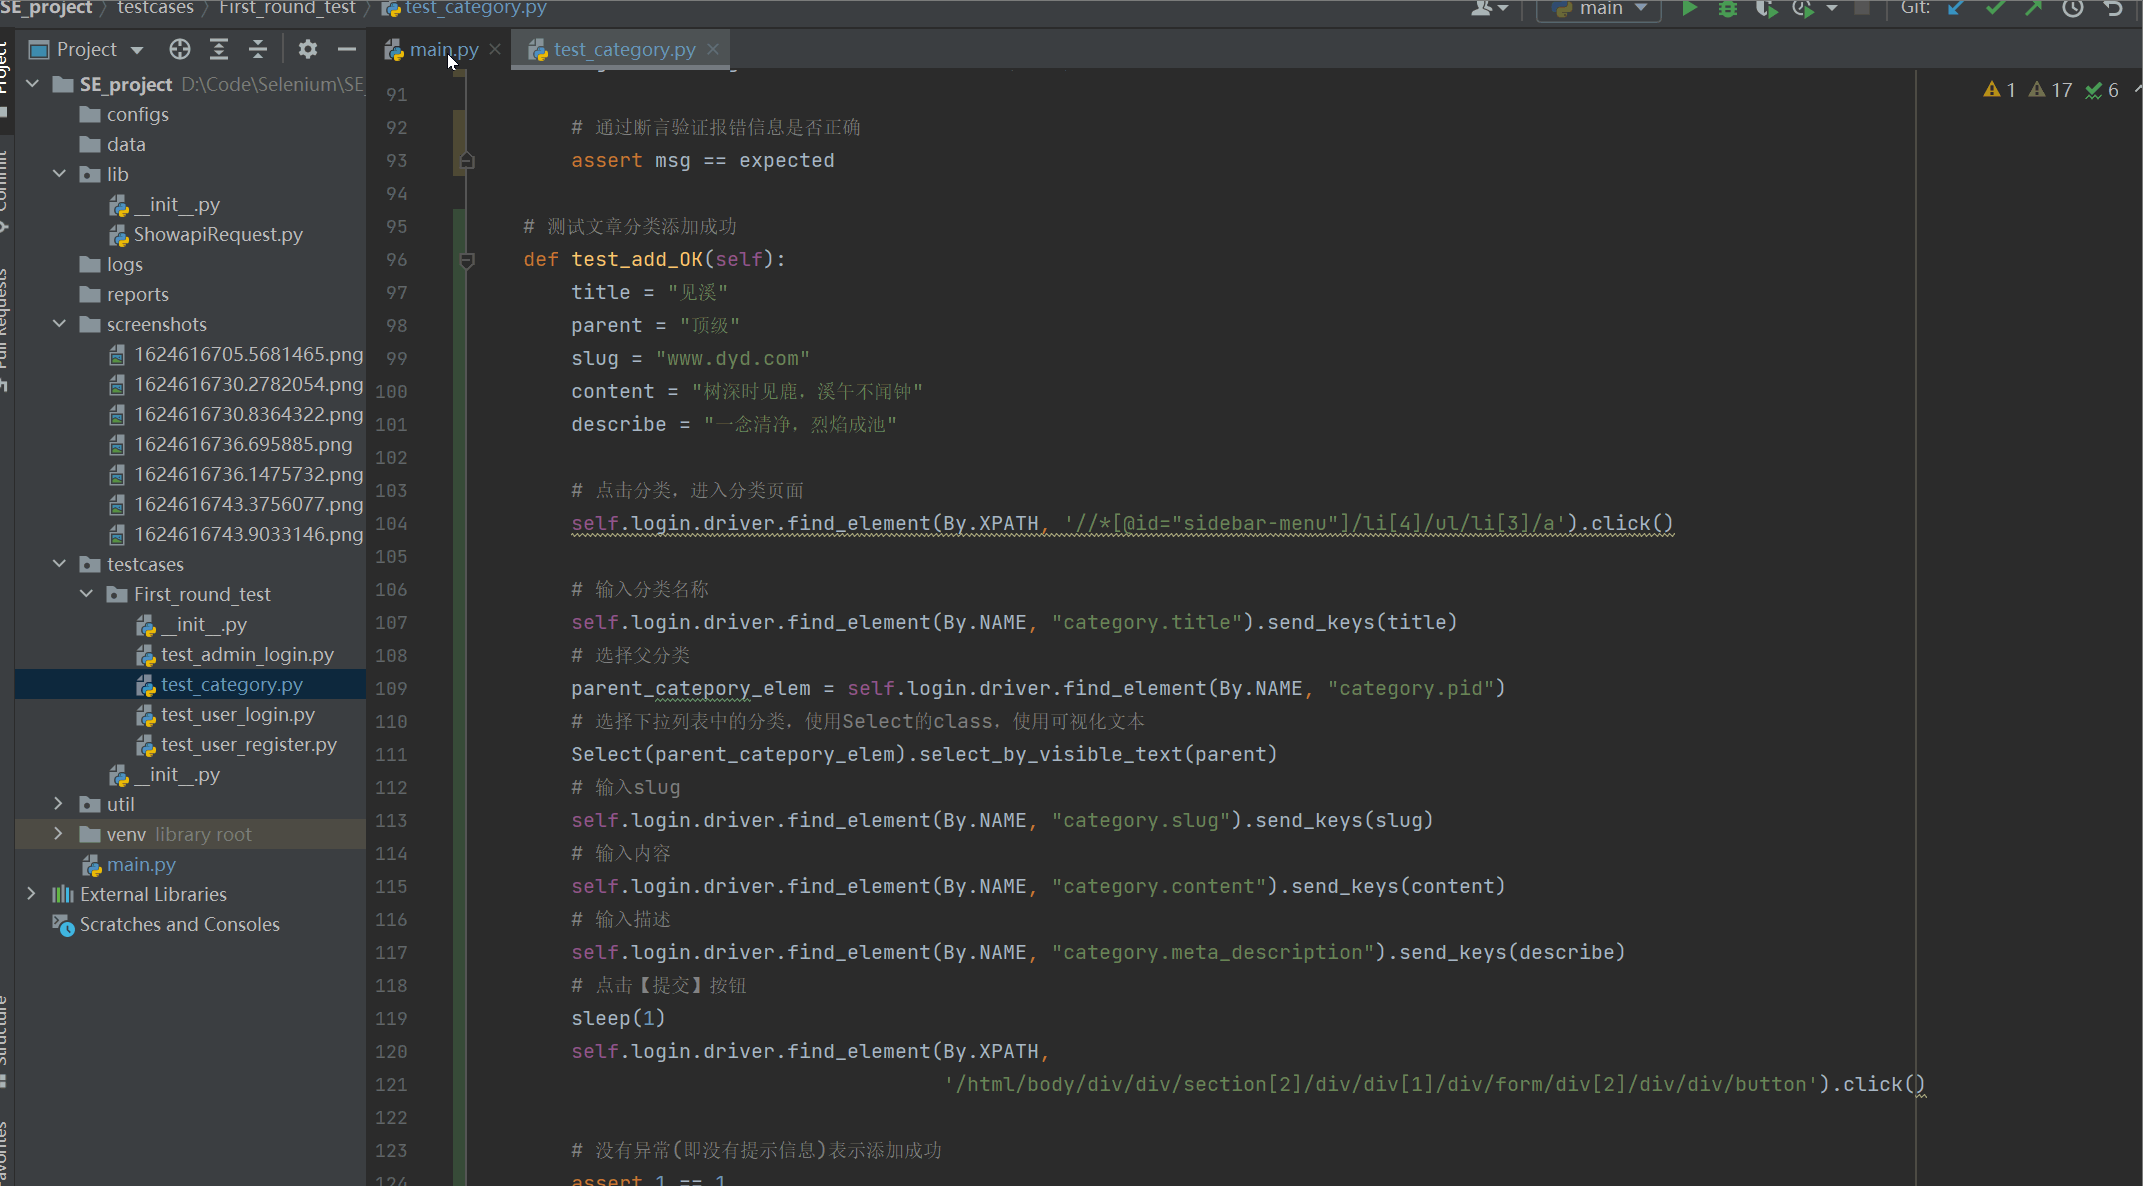 SE_project testcases First_round_test test_category.py
main Git:
Project
main.py test_category.py
1 17 6
SE_project D:\Code\Selenium\SE
configs
data
lib
__init__.py
ShowapiRequest.py
logs
reports
screenshots
1624616705.5681465.png
1624616730.2782054.png
1624616730.8364322.png
1624616736.695885.png
1624616736.1475732.png
1624616743.3756077.png
1624616743.9033146.png
testcases
First_round_test
__init__.py
test_admin_login.py
test_category.py
test_user_login.py
test_user_register.py
__init__.py
util
venv library root
main.py
External Libraries
Scratches and Consoles
Project
Commit
Pull Requests
Structure
Favorites
91
92 # 通过断言验证报错信息是否正确
93 assert msg == expected
94
95 # 测试文章分类添加成功
96 def test_add_OK(self):
97 title = "见溪"
98 parent = "顶级"
99 slug = "www.dyd.com"
100 content = "树深时见鹿，溪午不闻钟"
101 describe = "一念清净，烈焰成池"
102
103 # 点击分类，进入分类页面
104 self.login.driver.find_element(By.XPATH, '//*[@id="sidebar-menu"]/li[4]/ul/li[3]/a').click()
105
106 # 输入分类名称
107 self.login.driver.find_element(By.NAME, "category.title").send_keys(title)
108 # 选择父分类
109 parent_catepory_elem = self.login.driver.find_element(By.NAME, "category.pid")
110 # 选择下拉列表中的分类，使用Select的class，使用可视化文本
111 Select(parent_catepory_elem).select_by_visible_text(parent)
112 # 输入slug
113 self.login.driver.find_element(By.NAME, "category.slug").send_keys(slug)
114 # 输入内容
115 self.login.driver.find_element(By.NAME, "category.content").send_keys(content)
116 # 输入描述
117 self.login.driver.find_element(By.NAME, "category.meta_description").send_keys(describe)
118 # 点击【提交】按钮
119 sleep(1)
120 self.login.driver.find_element(By.XPATH,
121 '/html/body/div/div/section[2]/div/div[1]/div/form/div[2]/div/div/button').click()
122
123 # 没有异常(即没有提示信息)表示添加成功
124 assert 1 == 1